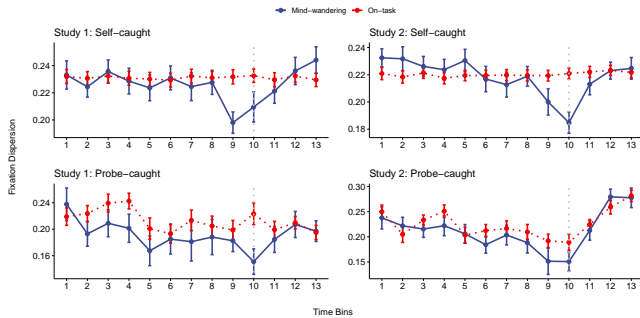 Mind−wandering On−task
Study 1: Self−caught
Study 2: Self−caught
0.24
0.22
0.20
1 2 3 4 5 6 7 8 9 10 11 12 13
0.24
0.22
0.20
0.18
1 2 3 4 5 6 7 8 9 10 11 12 13
Fixation Dispersion
Study 1: Probe−caught
Study 2: Probe−caught
0.24
0.20
0.16
1 2 3 4 5 6 7 8 9 10 11 12 13
0.30
0.25
0.20
0.15
1 2 3 4 5 6 7 8 9 10 11 12 13
Time Bins